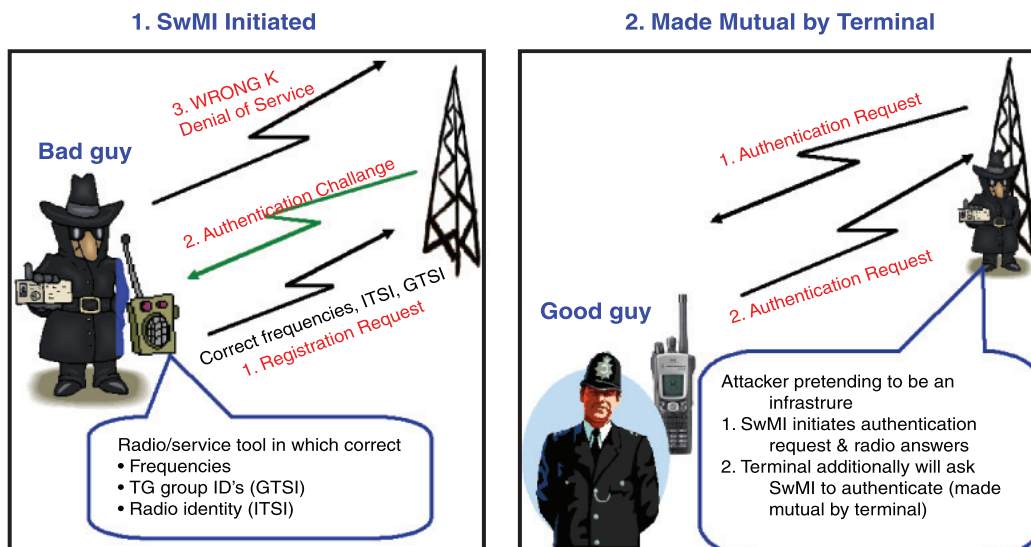 1. SwMI Initiated
3. WRONG K
Denial of Service
Bad guy
2. Authentication Challange
Correct frequencies, ITSI, GTSI
1. Registration Request
Radio/service tool in which correct
• Frequencies
• TG group ID's (GTSI)
• Radio identity (ITSI)
2. Made Mutual by Terminal
1. Authentication Request
2. Authentication Request
Good guy
Attacker pretending to be an
infrastrure
1. SwMI initiates authentication
request & radio answers
2. Terminal additionally will ask
SwMI to authenticate (made
mutual by terminal)